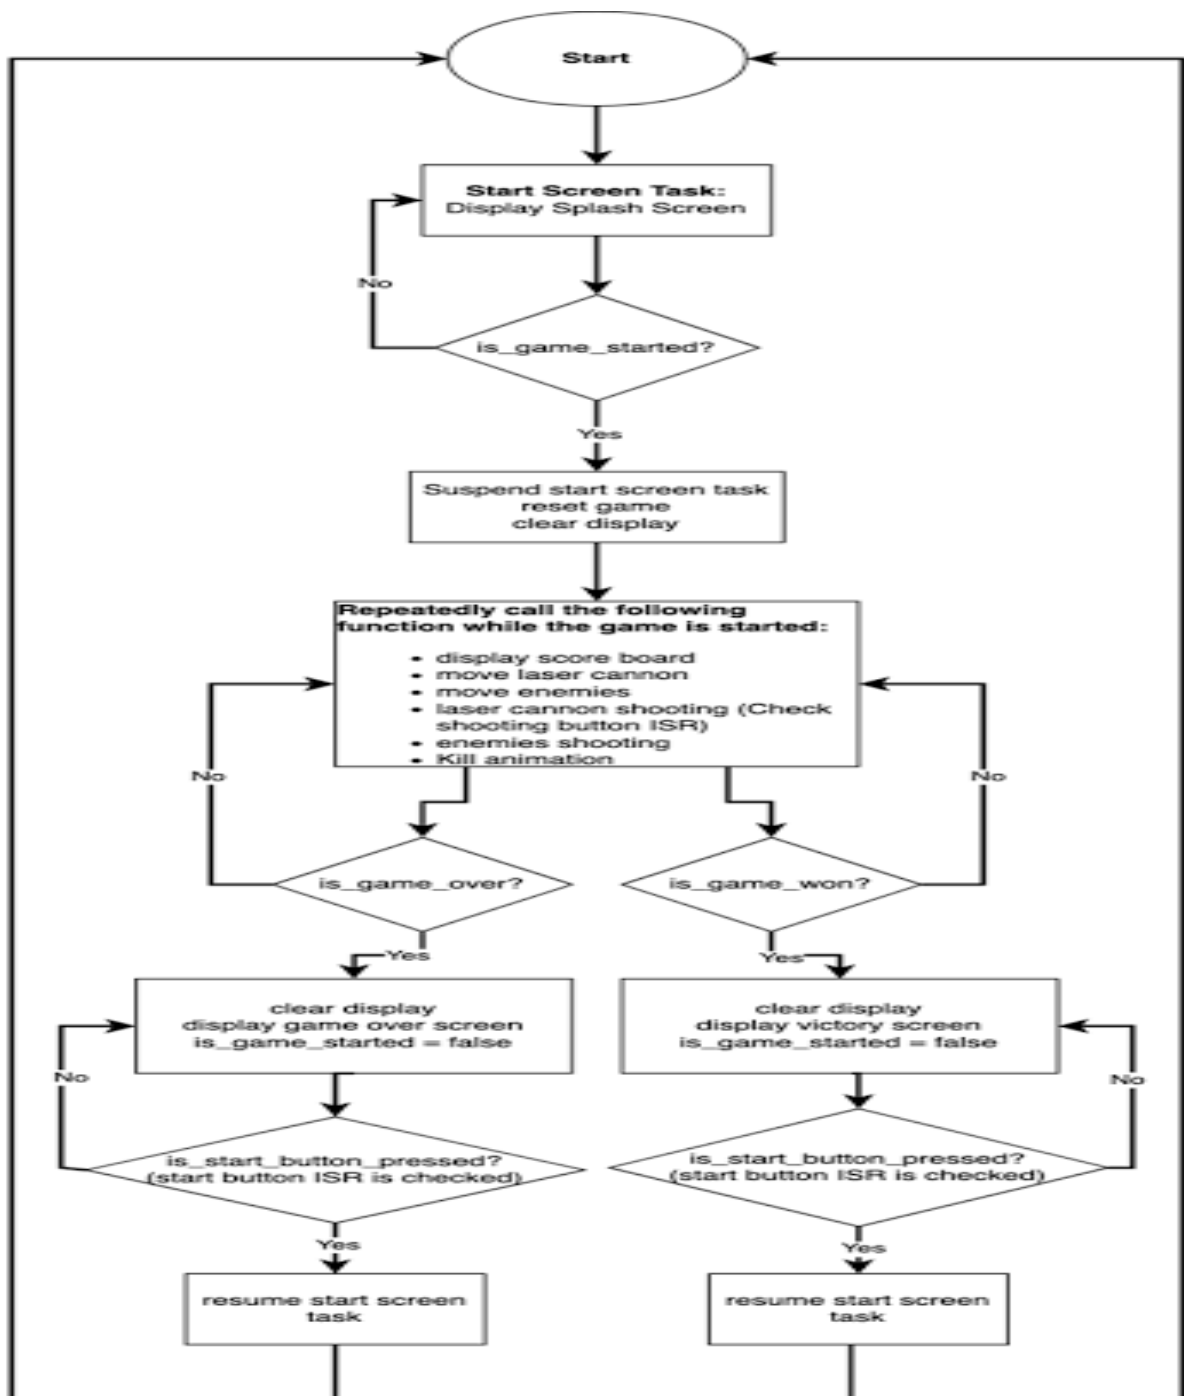 Start
Start Screen Task:
Display Splash Screen
No
is_game_started?
Yes
Suspend start screen task
reset game
clear display
Repeatedly call the following
function while the game is started:
• display score board
• move laser cannon
• move enemies
• laser cannon shooting (Check
shooting button ISR)
• enemies shooting
• Kill animation
No
No
is_game_over?
is_game_won?
Yes
Yes
clear display
display game over screen
is_game_started = false
clear display
display victory screen
is_game_started = false
No
No
is_start_button_pressed?
(start button ISR is checked)
is_start_button_pressed?
(start button ISR is checked)
Yes
Yes
resume start screen
task
resume start screen
task